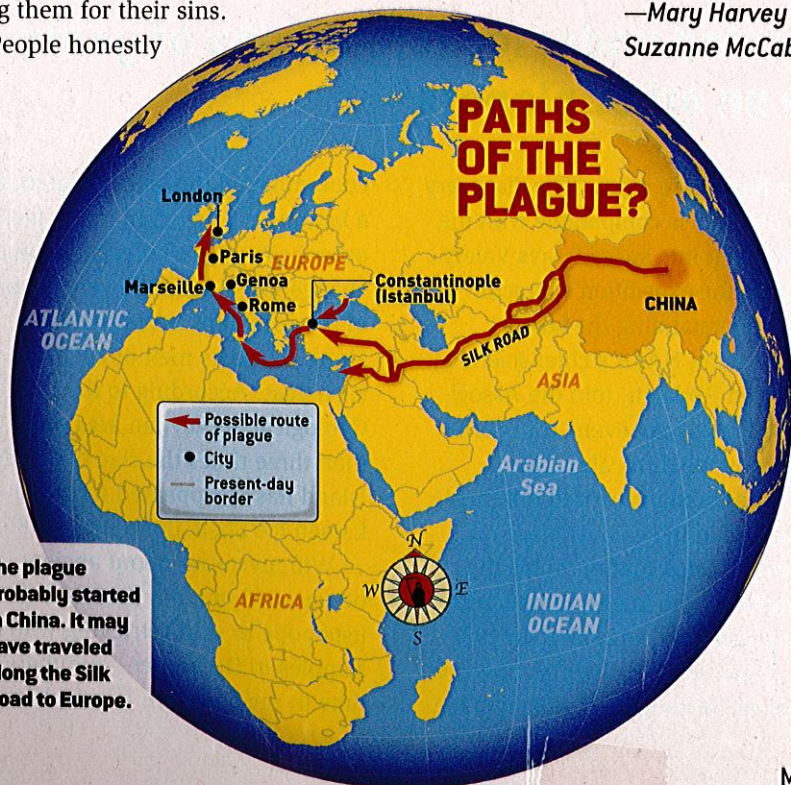 g them for their sins.
People honestly
—Mary Harvey
Suzanne McCab
PATHS
OF THE
PLAGUE?
London
Paris
EUROPE
Marseille
Genoa
Rome
Constantinople
(Istanbul)
CHINA
SILK ROAD
ATLANTIC
OCEAN
ASIA
Possible route
of plague
City
Present-day
border
Arabian
Sea
N
W
E
S
AFRICA
INDIAN
OCEAN
he plague
robably started
China. It may
ave traveled
long the Silk
oad to Europe.
M